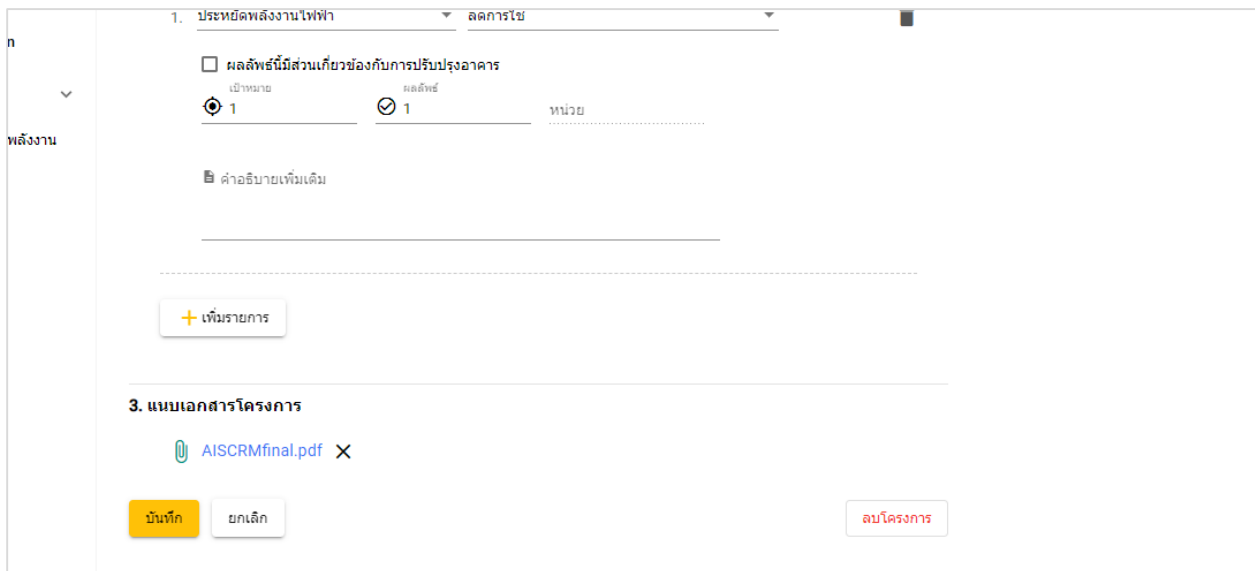 1. ประหยัดพลังงานไฟฟ้า ลดการใช้
n
ผลลัพธ์นี้มีส่วนเกี่ยวข้องกับการปรับปรุงอาคาร
เป้าหมาย ผลลัพธ์
1 1 หน่วย
พลังงาน
คำอธิบายเพิ่มเติม
+ เพิ่มรายการ
3. แนบเอกสารโครงการ
AISCRMfinal.pdf
บันทึก ยกเลิก ลบโครงการ